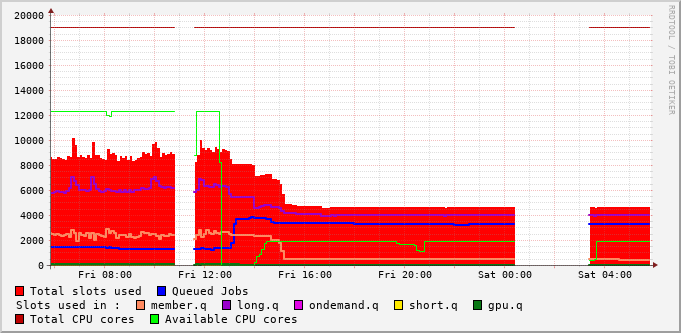 20000
18000
16000
14000
12000
10000
8000
6000
4000
2000
0
Fri 08:00 Fri 12:00 Fri 16:00 Fri 20:00 Sat 00:00 Sat 04:00
Total slots used Queued Jobs
Slots used in : member.q long.q ondemand.q short.q gpu.q
Total CPU cores Available CPU cores
RRDTOOL / TOBI OETIKER